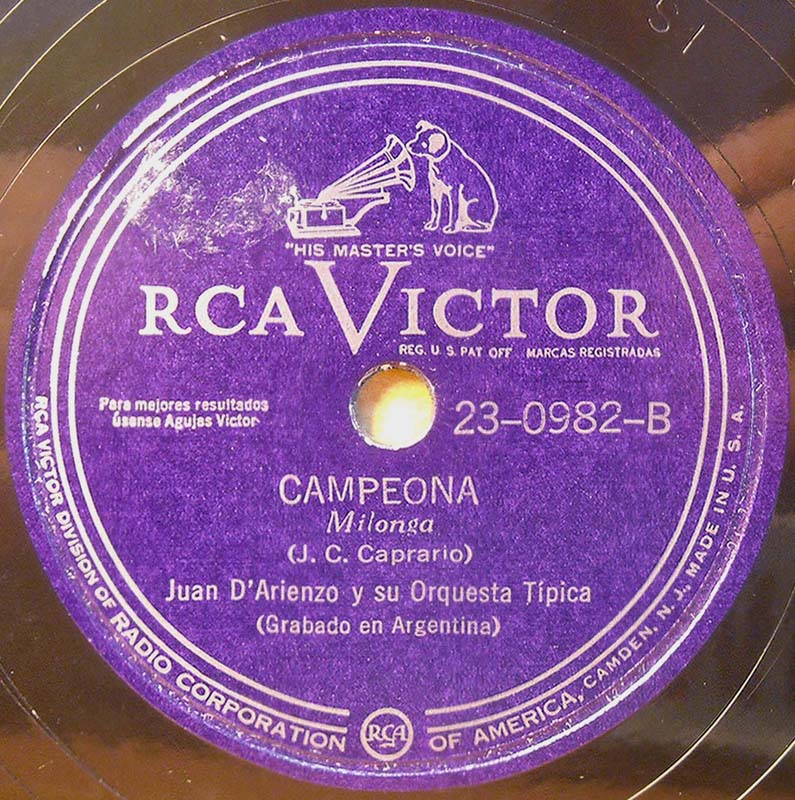 S1
"HIS MASTER'S VOICE"
RCA VICTOR
REG. U. S. PAT OFF MARCAS REGISTRADAS
Para mejores resultados
úsense Agujas Victor
23-0982-B
CAMPEONA
Milonga
(J. C. Caprario)
Juan D'Arienzo y su Orquesta Típica
(Grabado en Argentina)
RCA VICTOR DIVISION OF RADIO CORPORATION OF AMERICA, CAMDEN, N. J., MADE IN U. S. A.
RCA